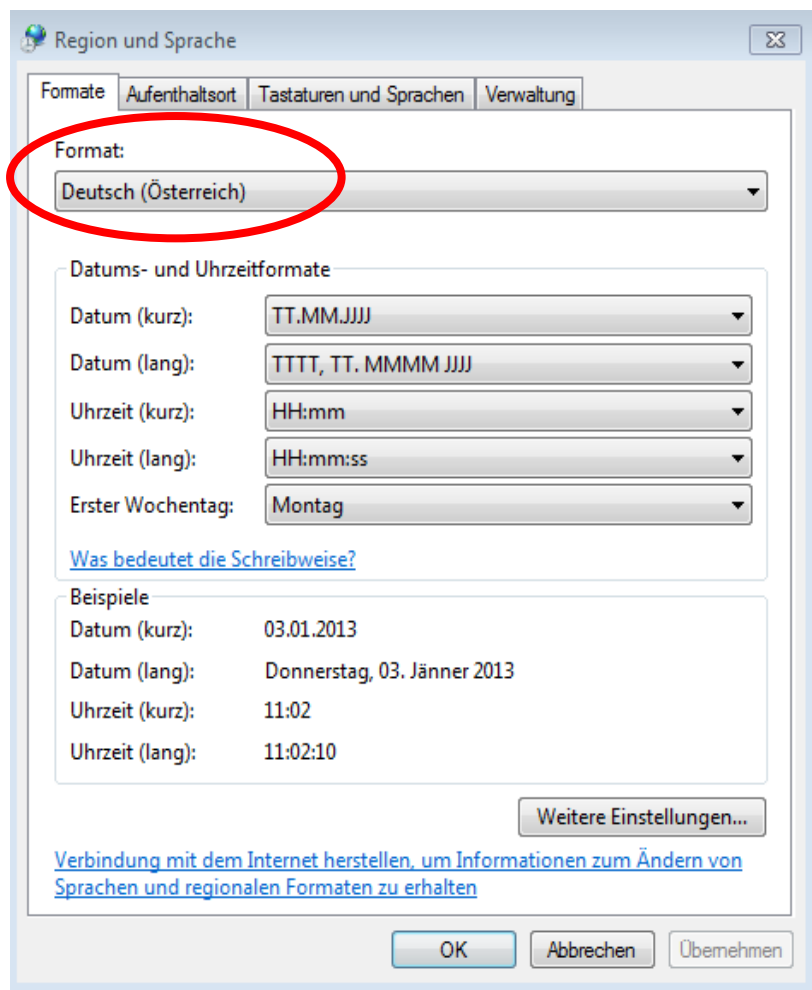 Region und Sprache
Formate Aufenthaltsort Tastaturen und Sprachen Verwaltung
Format:
Deutsch (Österreich)
Datums- und Uhrzeitformate
Datum (kurz): TT.MM.JJJJ
Datum (lang): TTTT, TT. MMMM JJJJ
Uhrzeit (kurz): HH:mm
Uhrzeit (lang): HH:mm:ss
Erster Wochentag: Montag
Was bedeutet die Schreibweise?
Beispiele
Datum (kurz): 03.01.2013
Datum (lang): Donnerstag, 03. Jänner 2013
Uhrzeit (kurz): 11:02
Uhrzeit (lang): 11:02:10
Weitere Einstellungen...
Verbindung mit dem Internet herstellen, um Informationen zum Ändern von
Sprachen und regionalen Formaten zu erhalten
OK Abbrechen Übernehmen